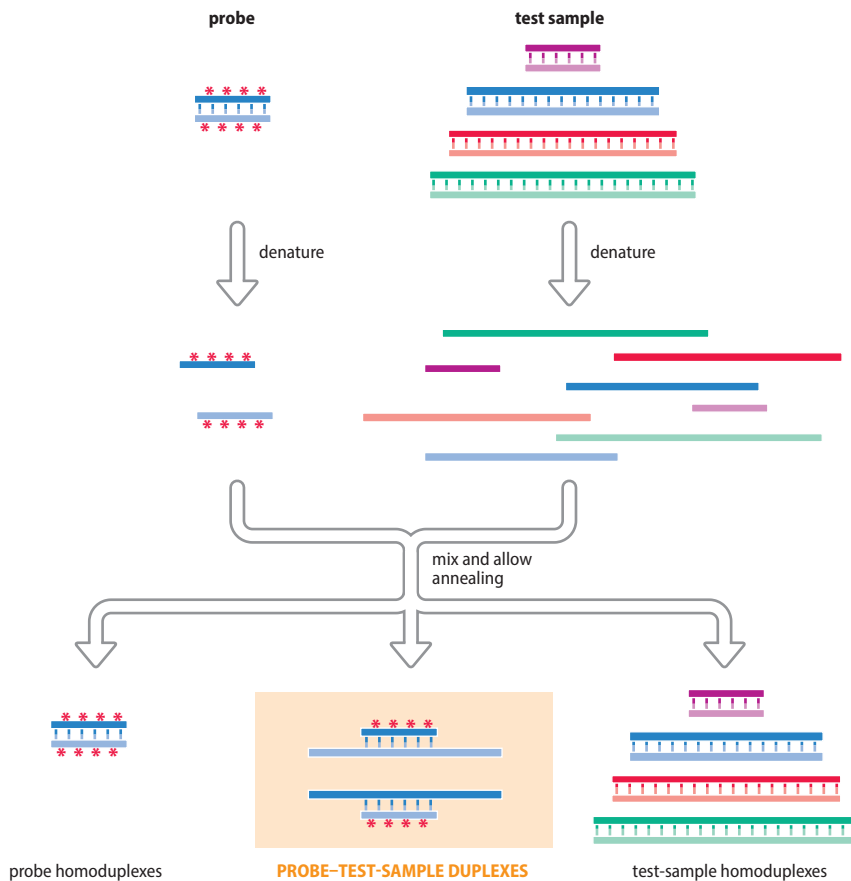 probe
test sample
denature
denature
mix and allow
annealing
probe homoduplexes
PROBE–TEST-SAMPLE DUPLEXES
test-sample homoduplexes